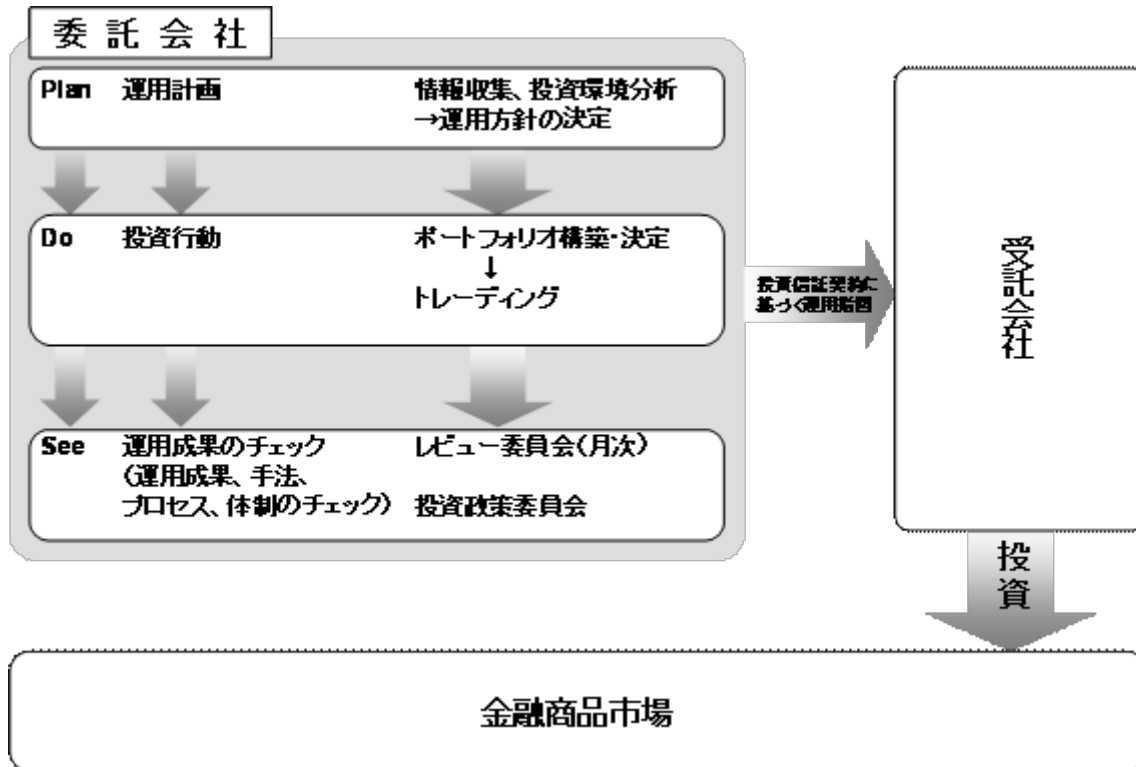 委託会社
Plan 運用計画 情報収集、投資環境分析
→運用方針の決定
Do 投資行動 ポートフォリオ構築・決定
↓
トレーディング
See 運用成果のチェック レビュー委員会(月次)
(運用成果、手法、
プロセス、体制のチェック) 投資政策委員会
投資信託契約に
基づく運用指図
受託会社
投資
金融商品市場